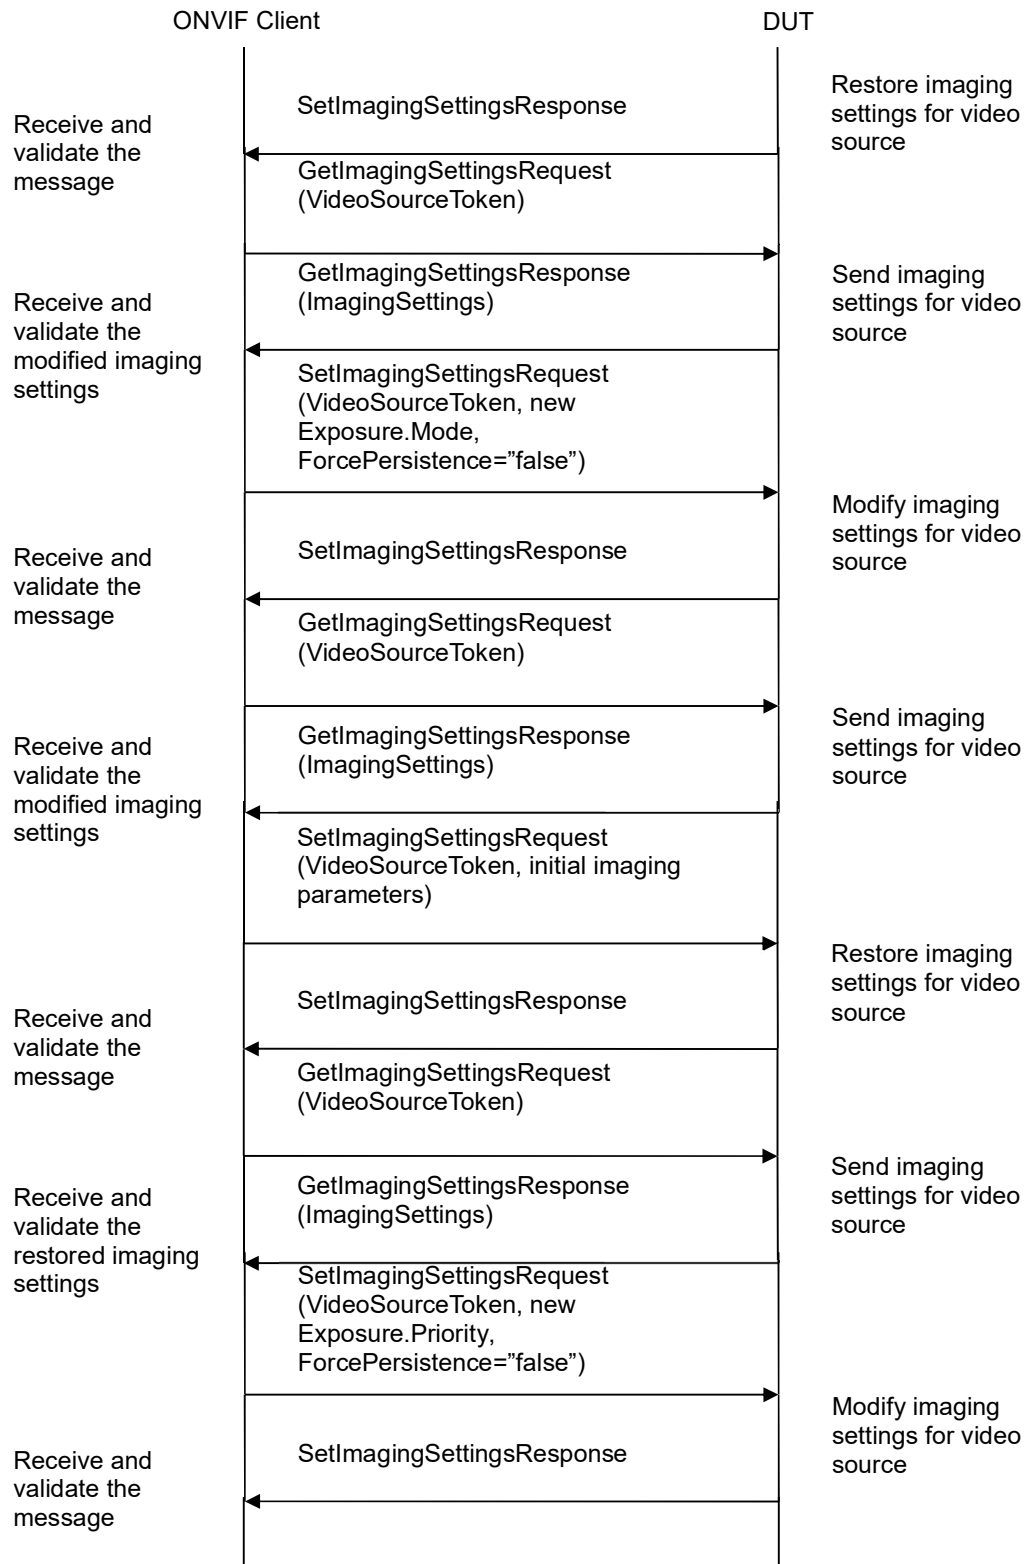 ONVIF Client
DUT
Restore imaging
settings for video
source
SetImagingSettingsResponse
Receive and
validate the
message
GetImagingSettingsRequest
(VideoSourceToken)
Send imaging
settings for video
source
GetImagingSettingsResponse
(ImagingSettings)
Receive and
validate the
modified imaging
settings
SetImagingSettingsRequest
(VideoSourceToken, new
Exposure.Mode,
ForcePersistence=”false”)
Modify imaging
settings for video
source
SetImagingSettingsResponse
Receive and
validate the
message
GetImagingSettingsRequest
(VideoSourceToken)
Send imaging
settings for video
source
GetImagingSettingsResponse
(ImagingSettings)
Receive and
validate the
modified imaging
settings
SetImagingSettingsRequest
(VideoSourceToken, initial imaging
parameters)
Restore imaging
settings for video
source
SetImagingSettingsResponse
Receive and
validate the
message
GetImagingSettingsRequest
(VideoSourceToken)
Send imaging
settings for video
source
GetImagingSettingsResponse
(ImagingSettings)
Receive and
validate the
restored imaging
settings
SetImagingSettingsRequest
(VideoSourceToken, new
Exposure.Priority,
ForcePersistence=”false”)
Modify imaging
settings for video
source
SetImagingSettingsResponse
Receive and
validate the
message